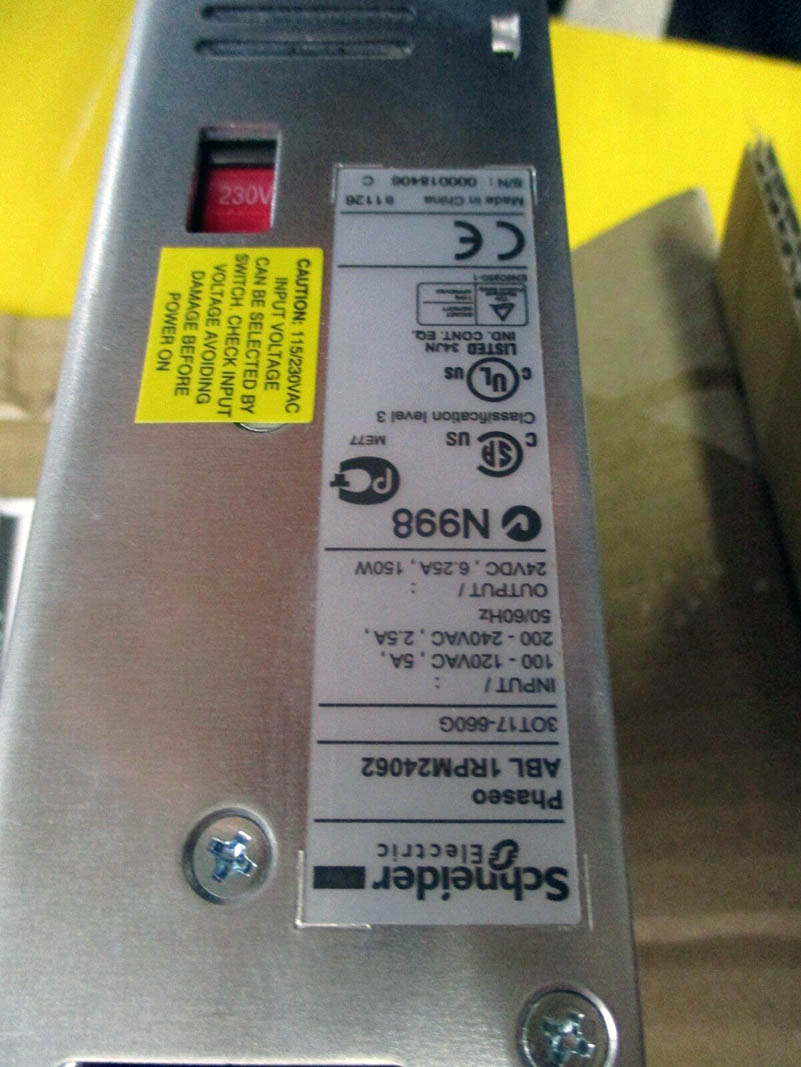 Schneider
Electric
Phaseo
ABL 1RPM24062
3OT17-660G
INPUT / :
100 - 120VAC , 5A ,
200 - 240VAC , 2.5A ,
50/60Hz
OUTPUT / :
24VDC , 6.25A , 150W
N998
ME77
C SP US
Classification level 3
C UL US
LISTED 34JN
IND. CONT. EQ.
EN60950-1
CE
Made in China 81126
S/N : 000018406 C
230V
CAUTION: 115/230VAC
INPUT VOLTAGE
CAN BE SELECTED BY
SWITCH. CHECK INPUT
VOLTAGE AVOIDING
DAMAGE BEFORE
POWER ON